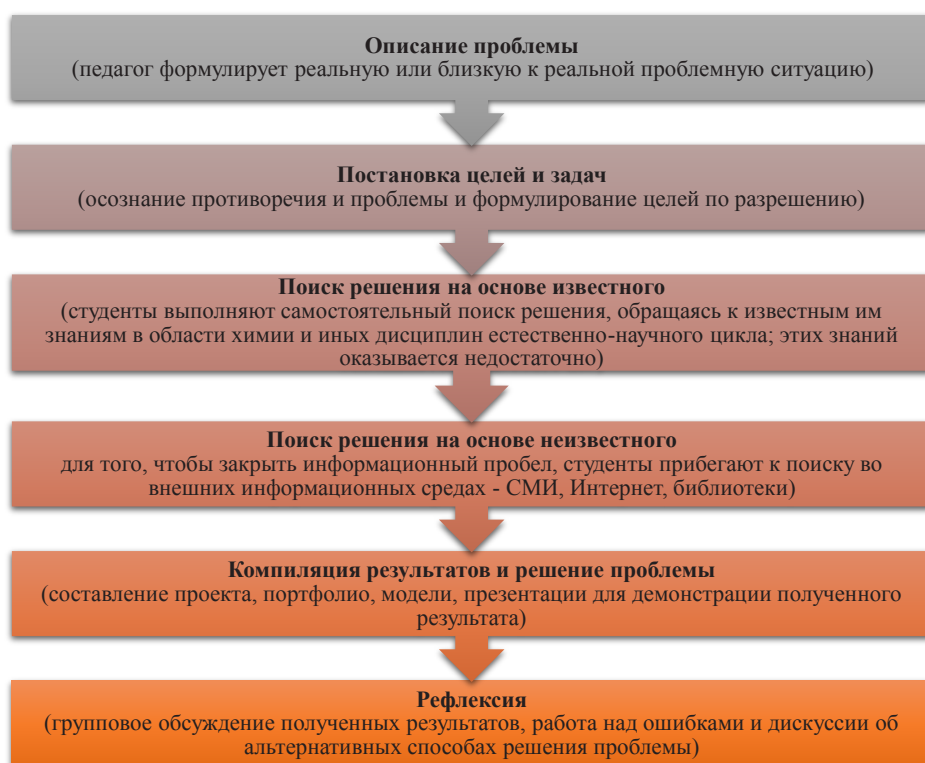 Описание проблемы
(педагог формулирует реальную или близкую к реальной проблемную ситуацию)
Постановка целей и задач
(осознание противоречия и проблемы и формулирование целей по разрешению)
Поиск решения на основе известного
(студенты выполняют самостоятельный поиск решения, обращаясь к известным им
знаниям в области химии и иных дисциплин естественно-научного цикла; этих знаний
оказывается недостаточно)
Поиск решения на основе неизвестного
для того, чтобы закрыть информационный пробел, студенты прибегают к поиску во
внешних информационных средах - СМИ, Интернет, библиотеки)
Компиляция результатов и решение проблемы
(составление проекта, портфолио, модели, презентации для демонстрации полученного
результата)
Рефлексия
(групповое обсуждение полученных результатов, работа над ошибками и дискуссии об
альтернативных способах решения проблемы)